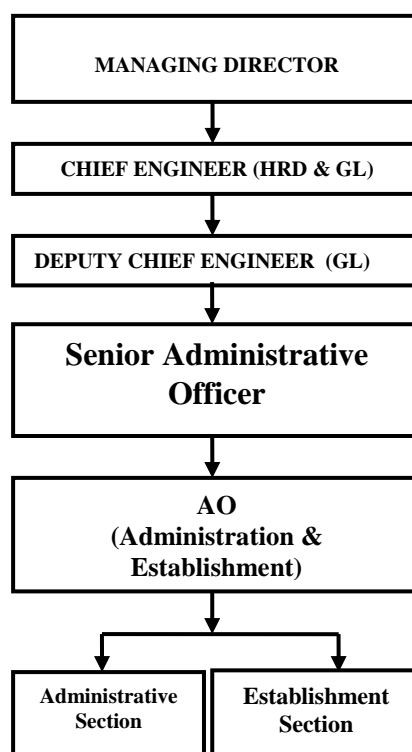 MANAGING DIRECTOR
CHIEF ENGINEER (HRD & GL)
DEPUTY CHIEF ENGINEER (GL)
Senior Administrative
Officer
AO
(Administration &
Establishment)
Administrative
Section
Establishment
Section